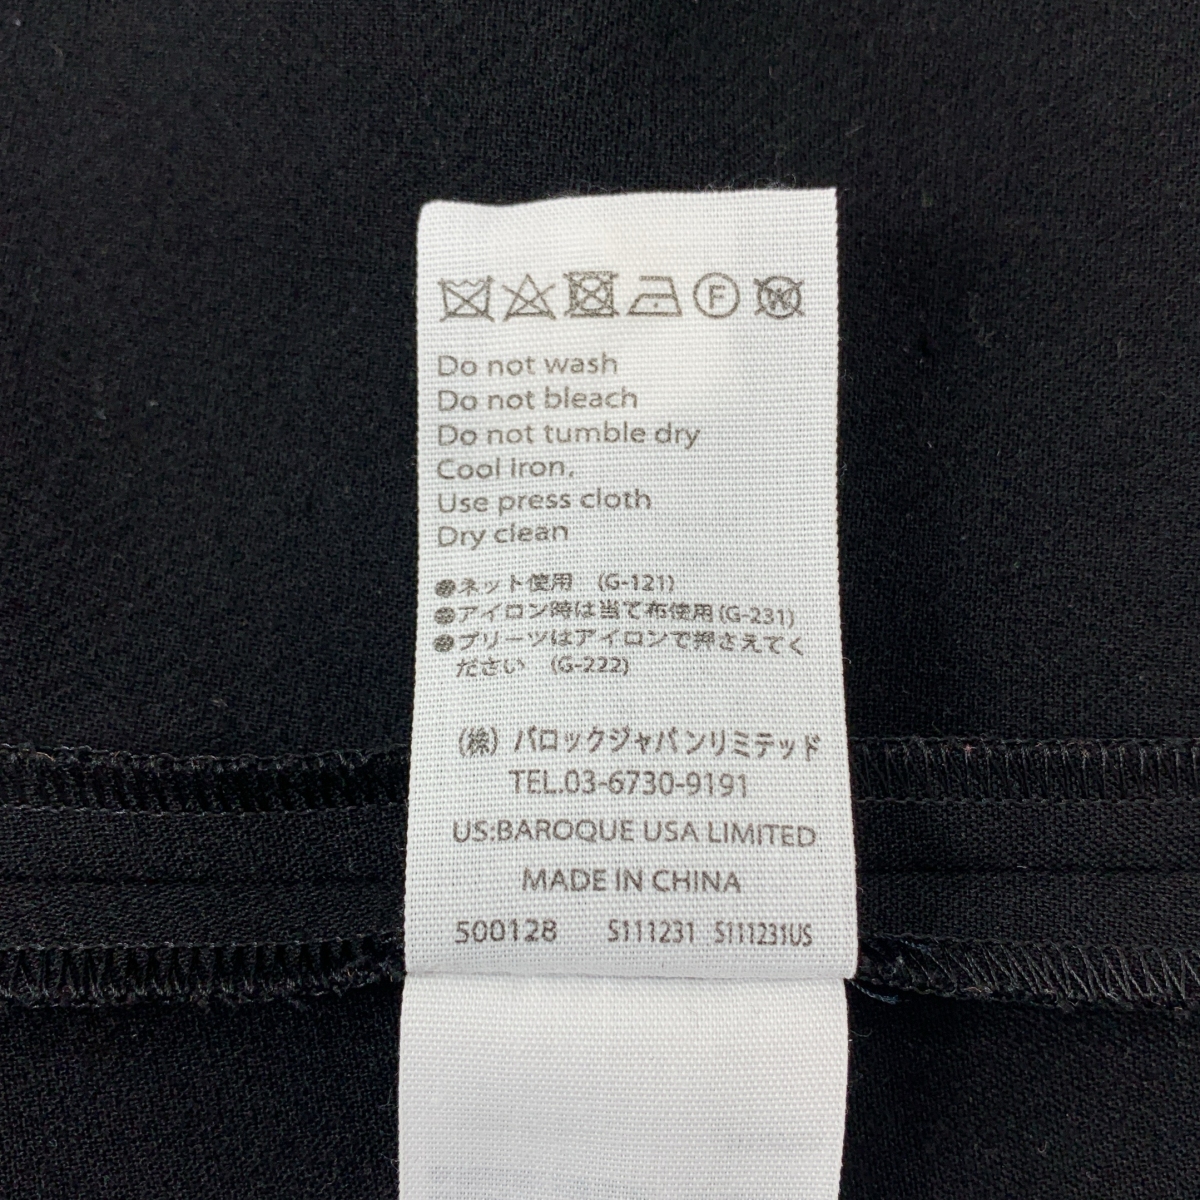 F W
Do not wash
Do not bleach
Do not tumble dry
Cool iron.
Use press cloth
Dry clean
●ネット使用 (G-121)
●アイロン時は当て布使用(G-231)
●プリーツはアイロンで押さえてく
ださい (G-222)
(株) バロックジャパンリミテッド
TEL.03-6730-9191
US:BAROQUE USA LIMITED
MADE IN CHINA
500128 S111231 S111231US